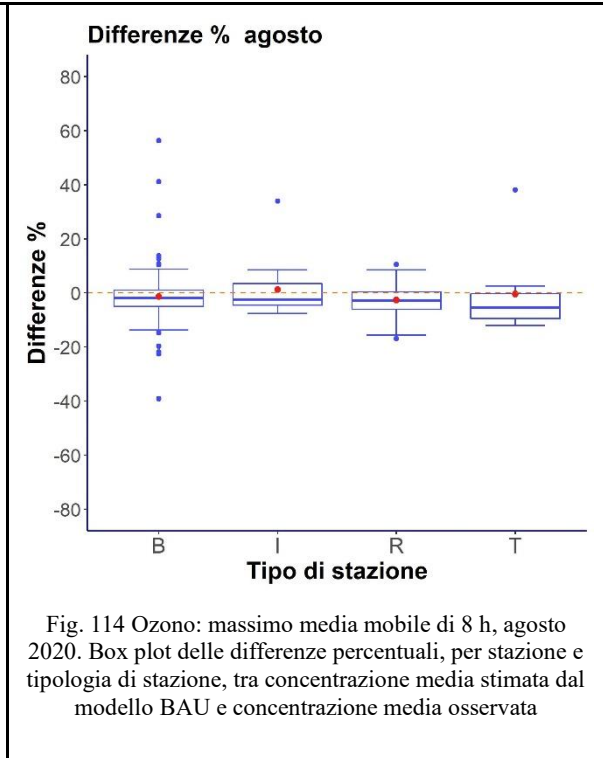 Differenze %  agosto
80
60
40
20
0
-20
-40
-60
-80
Differenze %
B I R T
Tipo di stazione
Fig. 114 Ozono: massimo media mobile di 8 h, agosto
2020. Box plot delle differenze percentuali, per stazione e
tipologia di stazione, tra concentrazione media stimata dal
modello BAU e concentrazione media osservata